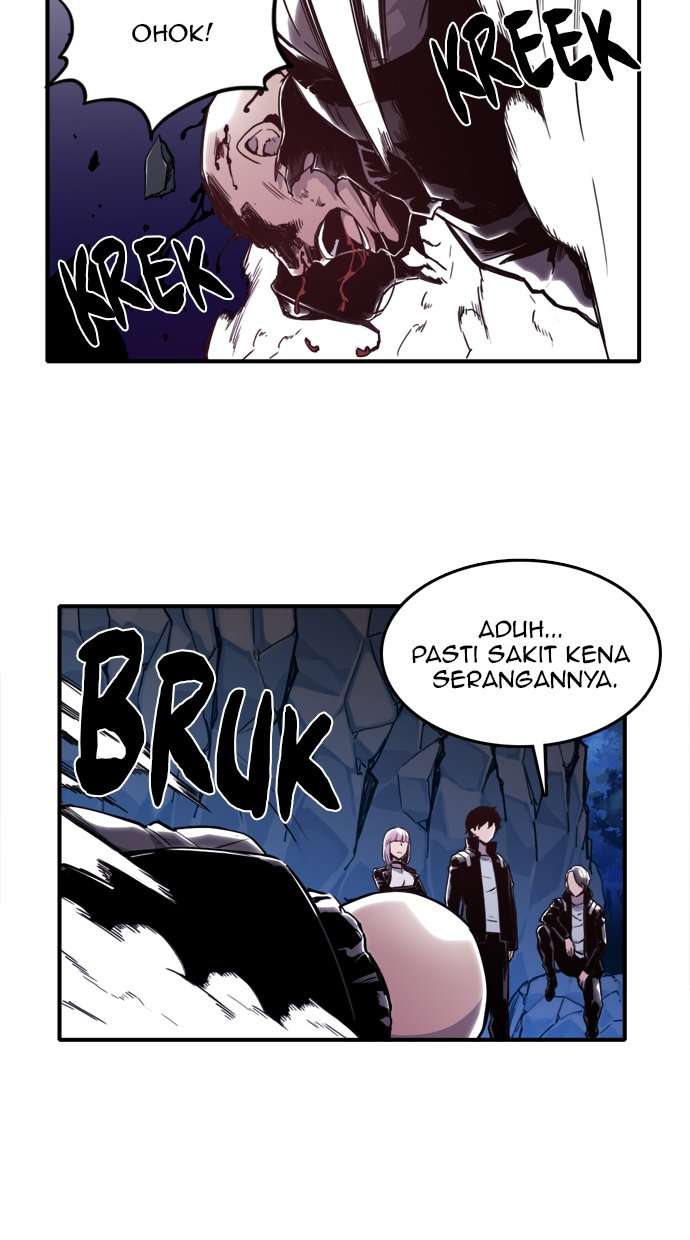 OHOK!
KREEK
KREK
ADUH...
PASTI SAKIT KENA
SERANGANNYA.
BRUK